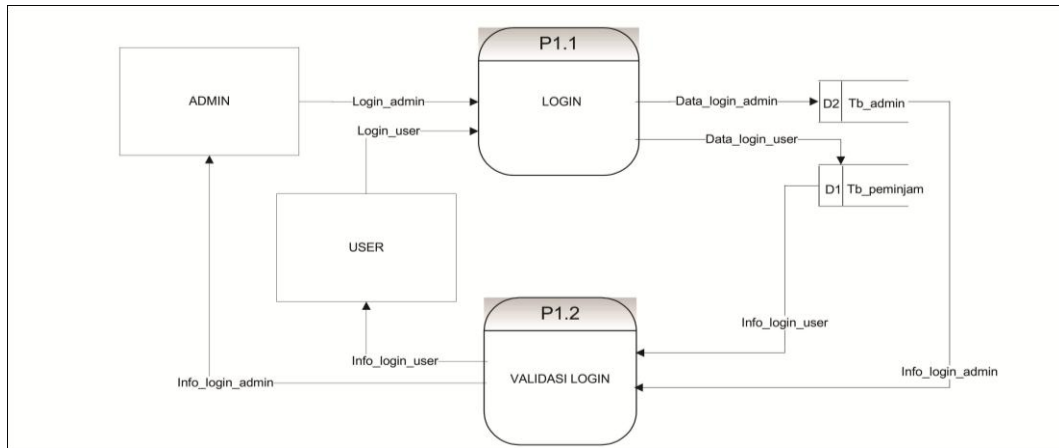 P1.1
ADMIN
LOGIN
Login_admin
Data_login_admin
D2 Tb_admin
Login_user
Data_login_user
D1 Tb_peminjam
USER
P1.2
Info_login_user
Info_login_user
Info_login_admin
VALIDASI LOGIN
Info_login_admin